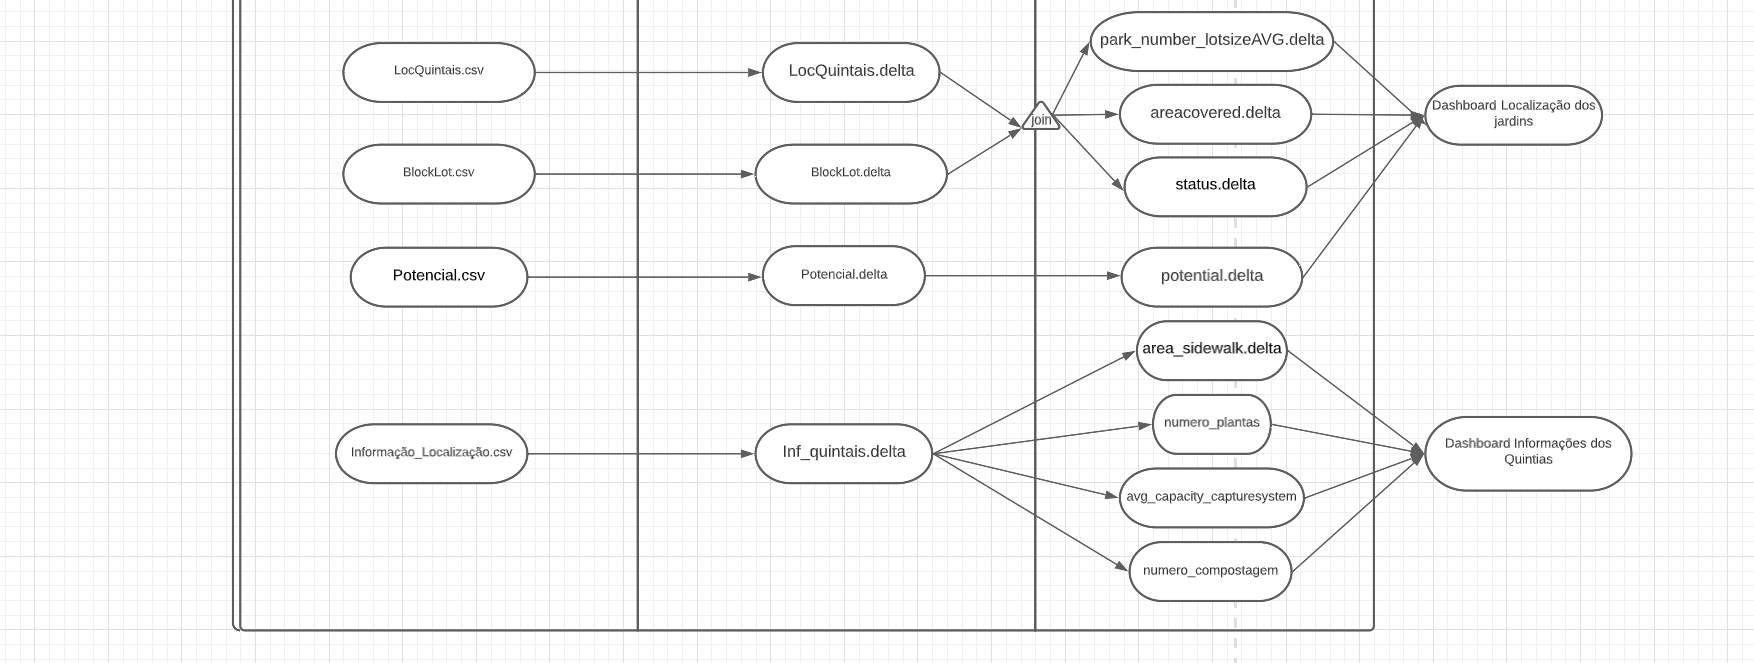 LocQuintais.csv
LocQuintais.delta
park_number_lotsizeAVG.delta
join
areacovered.delta
Dashboard Localização dos
jardins
BlockLot.csv
BlockLot.delta
status.delta
Potencial.csv
Potencial.delta
potential.delta
area_sidewalk.delta
numero_plantas
Informação_Localização.csv
Inf_quintais.delta
Dashboard Informações dos
Quintias
avg_capacity_capturesystem
numero_compostagem